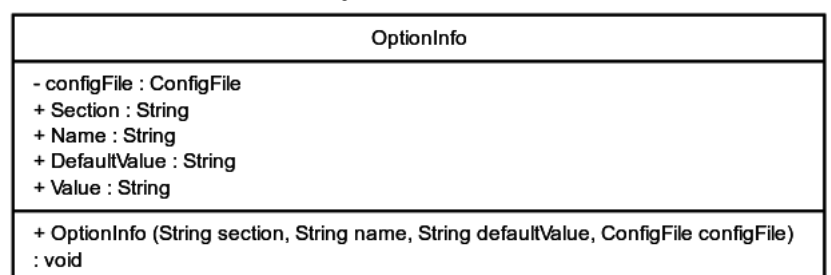 OptionInfo
- configFile : ConfigFile
+ Section : String
+ Name : String
+ DefaultValue : String
+ Value : String
+ OptionInfo (String section, String name, String defaultValue, ConfigFile configFile)
: void